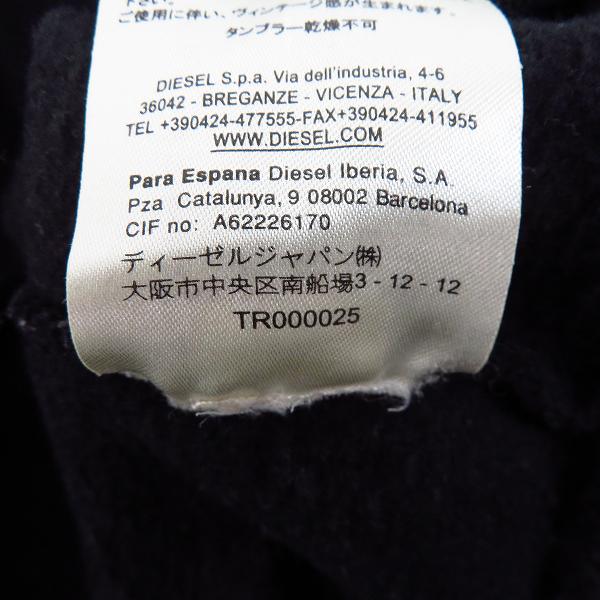 下さい。
ご使用に伴い、ヴィンテージ感が生まれます。
タンブラー乾燥不可
DIESEL S.p.a. Via dell'industria, 4-6
36042 - BREGANZE - VICENZA - ITALY
TEL +390424-477555-FAX+390424-411955
WWW.DIESEL.COM
Para Espana Diesel Iberia, S.A.
Pza Catalunya, 9 08002 Barcelona
CIF no: A62226170
ディーゼルジャパン㈱
大阪市中央区南船場3 - 12 - 12
TR000025